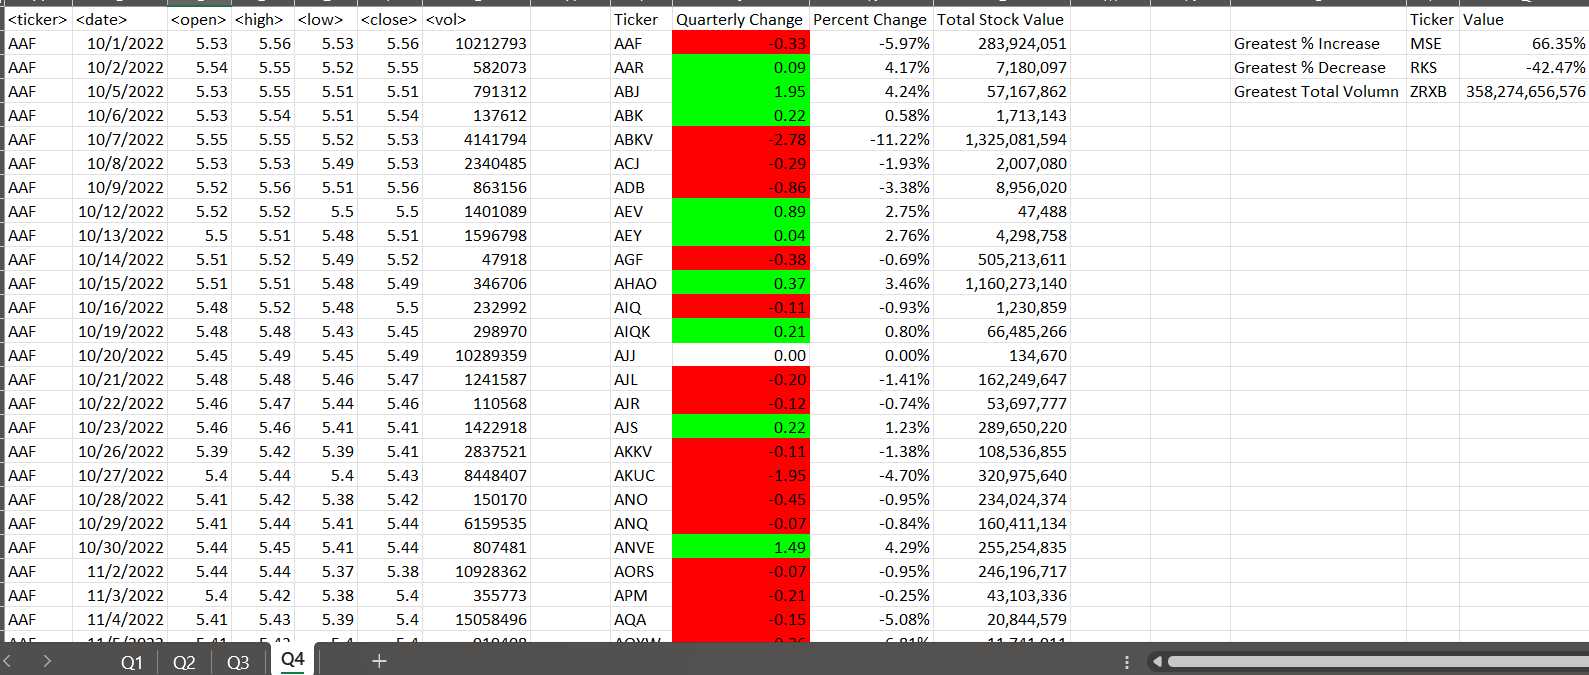 <ticker> <date> <open> <high> <low> <close> <vol> Ticker Quarterly Change Percent Change Total Stock Value Ticker Value
AAF 10/1/2022 5.53 5.56 5.53 5.56 10212793 AAF -0.33 -5.97% 283,924,051 Greatest % Increase MSE 66.35%
AAF 10/2/2022 5.54 5.55 5.52 5.55 582073 AAR 0.09 4.17% 7,180,097 Greatest % Decrease RKS -42.47%
AAF 10/5/2022 5.53 5.55 5.51 5.51 791312 ABJ 1.95 4.24% 57,167,862 Greatest Total Volumn ZRXB 358,274,656,576
AAF 10/6/2022 5.53 5.54 5.51 5.54 137612 ABK 0.22 0.58% 1,713,143
AAF 10/7/2022 5.55 5.55 5.52 5.53 4141794 ABKV -2.78 -11.22% 1,325,081,594
AAF 10/8/2022 5.53 5.53 5.49 5.53 2340485 ACJ -0.29 -1.93% 2,007,080
AAF 10/9/2022 5.52 5.56 5.51 5.56 863156 ADB -0.86 -3.38% 8,956,020
AAF 10/12/2022 5.52 5.52 5.5 5.5 1401089 AEV 0.89 2.75% 47,488
AAF 10/13/2022 5.5 5.51 5.48 5.51 1596798 AEY 0.04 2.76% 4,298,758
AAF 10/14/2022 5.51 5.52 5.49 5.52 47918 AGF -0.38 -0.69% 505,213,611
AAF 10/15/2022 5.51 5.51 5.48 5.49 346706 AHAO 0.37 3.46% 1,160,273,140
AAF 10/16/2022 5.48 5.52 5.48 5.5 232992 AIQ -0.11 -0.93% 1,230,859
AAF 10/19/2022 5.48 5.48 5.43 5.45 298970 AIQK 0.21 0.80% 66,485,266
AAF 10/20/2022 5.45 5.49 5.45 5.49 10289359 AJJ 0.00 0.00% 134,670
AAF 10/21/2022 5.48 5.48 5.46 5.47 1241587 AJL -0.20 -1.41% 162,249,647
AAF 10/22/2022 5.46 5.47 5.44 5.46 110568 AJR -0.12 -0.74% 53,697,777
AAF 10/23/2022 5.46 5.46 5.41 5.41 1422918 AJS 0.22 1.23% 289,650,220
AAF 10/26/2022 5.39 5.42 5.39 5.41 2837521 AKKV -0.11 -1.38% 108,536,855
AAF 10/27/2022 5.4 5.44 5.4 5.43 8448407 AKUC -1.95 -4.70% 320,975,640
AAF 10/28/2022 5.41 5.42 5.38 5.42 150170 ANO -0.45 -0.95% 234,024,374
AAF 10/29/2022 5.41 5.44 5.41 5.44 6159535 ANQ -0.07 -0.84% 160,411,134
AAF 10/30/2022 5.44 5.45 5.41 5.44 807481 ANVE 1.49 4.29% 255,254,835
AAF 11/2/2022 5.44 5.44 5.37 5.38 10928362 AORS -0.07 -0.95% 246,196,717
AAF 11/3/2022 5.4 5.42 5.38 5.4 355773 APM -0.21 -0.25% 43,103,336
AAF 11/4/2022 5.41 5.43 5.39 5.4 15058496 AQA -0.15 -5.08% 20,844,579
Q1 Q2 Q3 Q4